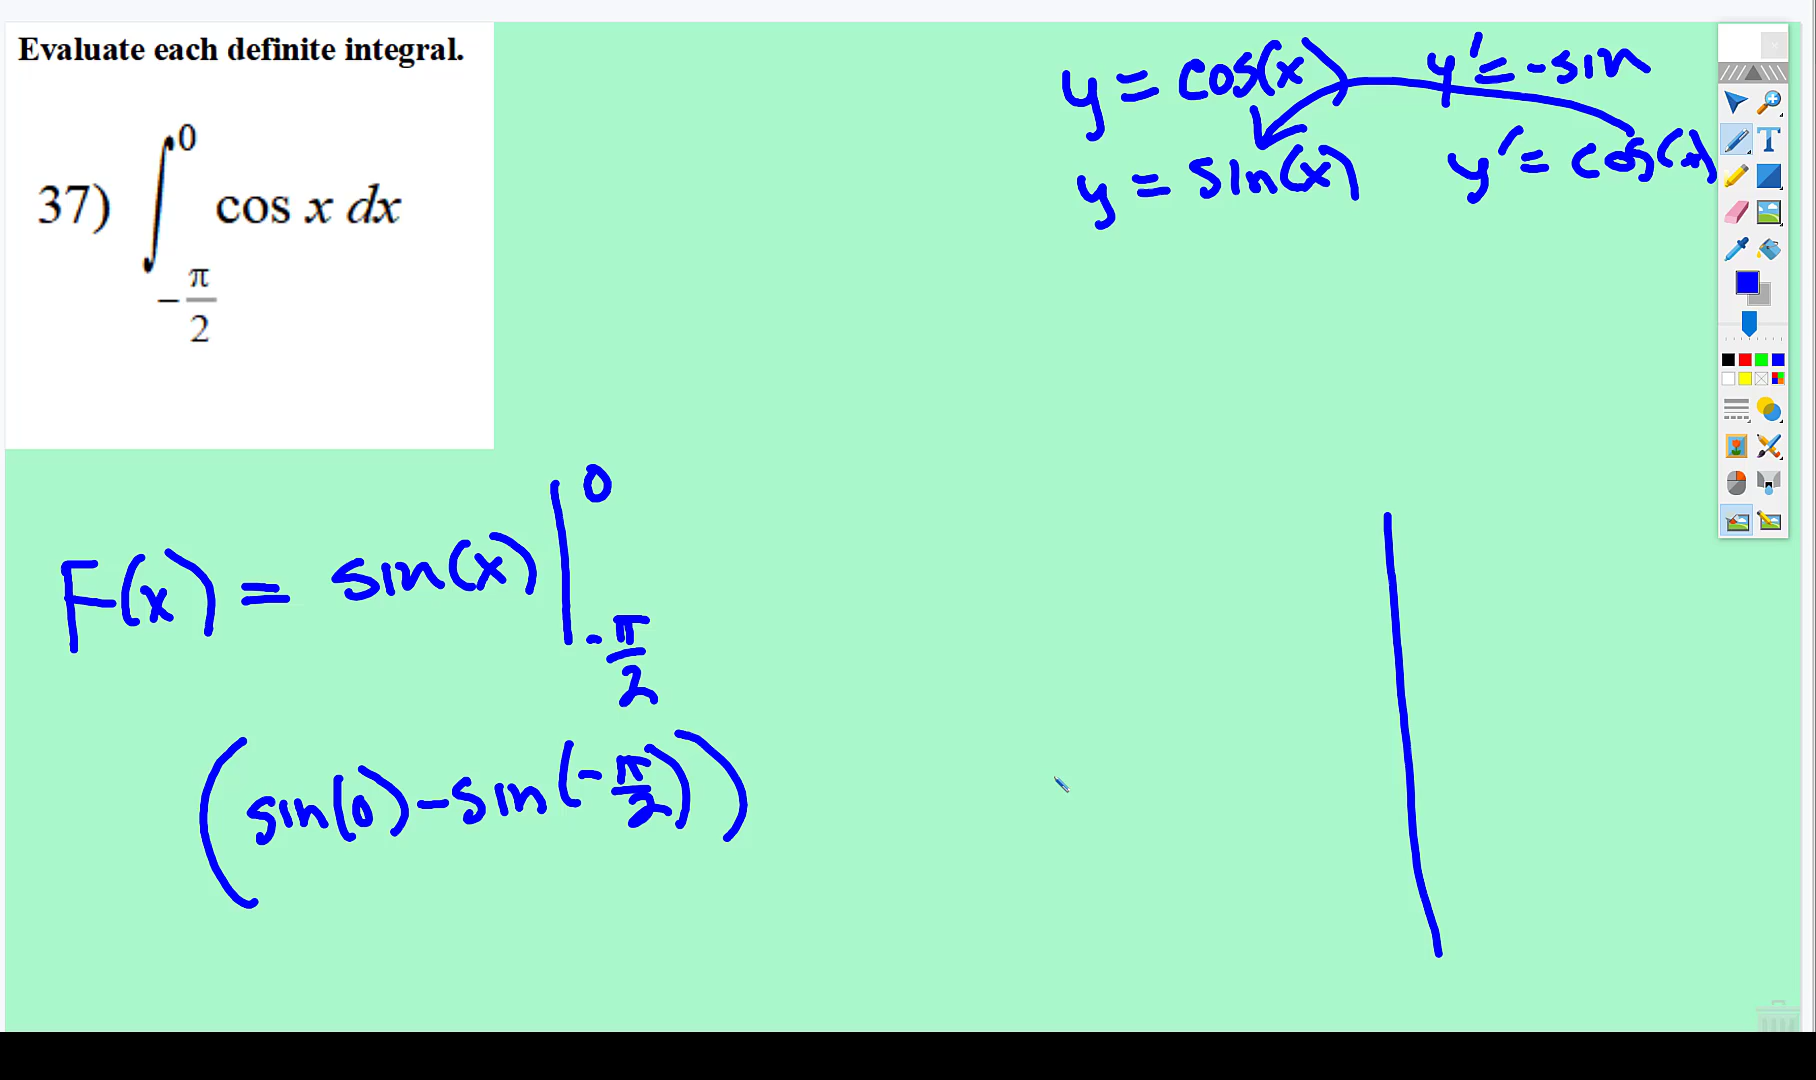 Evaluate each definite integral.
37) ∫_{-π/2}^{0} cos x dx
y = cos(x) y' = -sin
y = sin(x) y' = cos(x)
F(x) = sin(x) |_{-π/2}^{0}
(sin(0) - sin(-π/2))